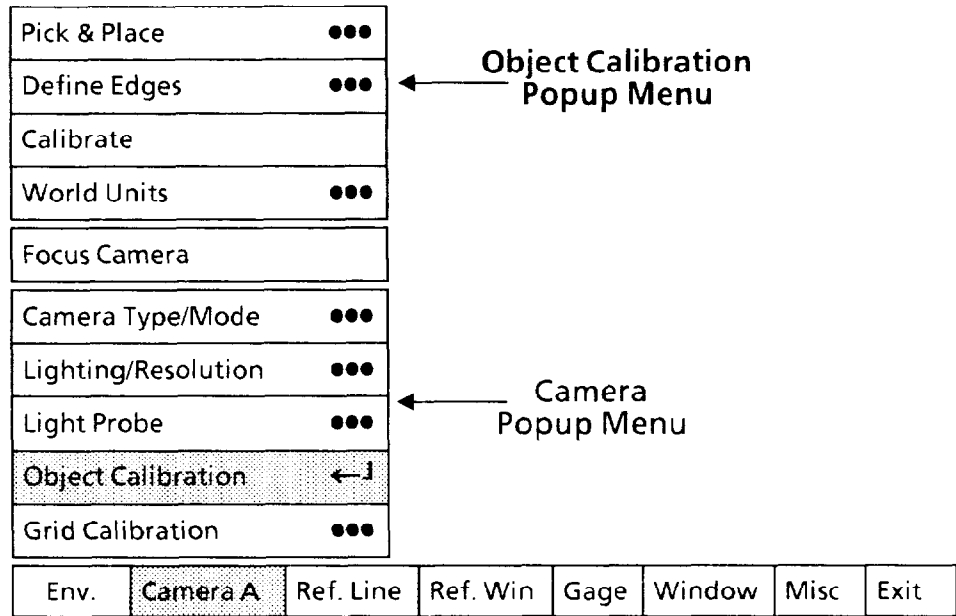 Pick & Place ●●●
Define Edges ●●●
Calibrate
World Units ●●●
Object Calibration
Popup Menu
Focus Camera
Camera Type/Mode ●●●
Lighting/Resolution ●●●
Light Probe ●●●
Object Calibration ←┘
Grid Calibration ●●●
Camera
Popup Menu
Env. Camera A Ref. Line Ref. Win Gage Window Misc Exit